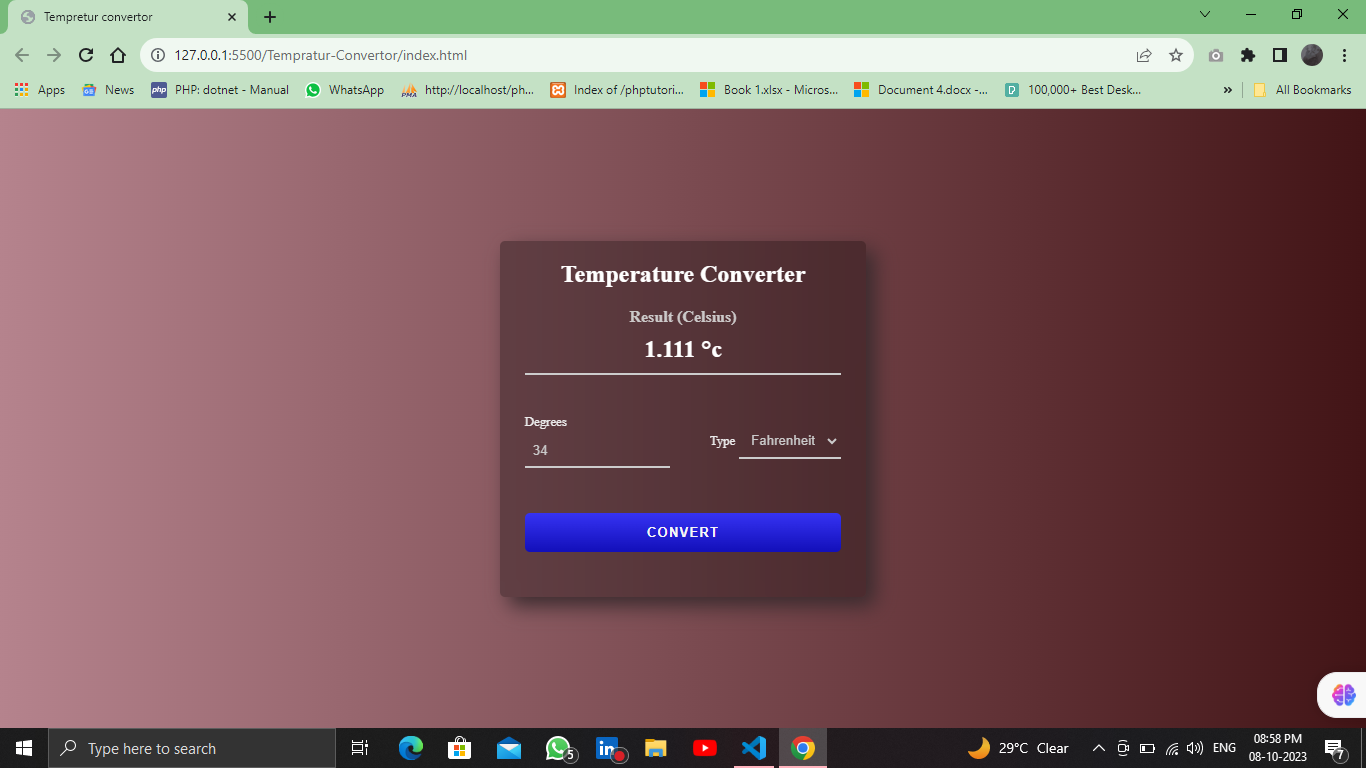 Tempretur convertor
127.0.0.1:5500/Tempratur-Convertor/index.html
Apps News php PHP: dotnet - Manual WhatsApp PMA http://localhost/ph... Index of /phptutori... Book 1.xlsx - Micros... Document 4.docx -... 100,000+ Best Desk... » All Bookmarks
Temperature Converter
Result (Celsius)
1.111 °c
Degrees
Type Fahrenheit
34
CONVERT
Type here to search 5 in 29°C Clear ENG 08:58 PM
08-10-2023 7